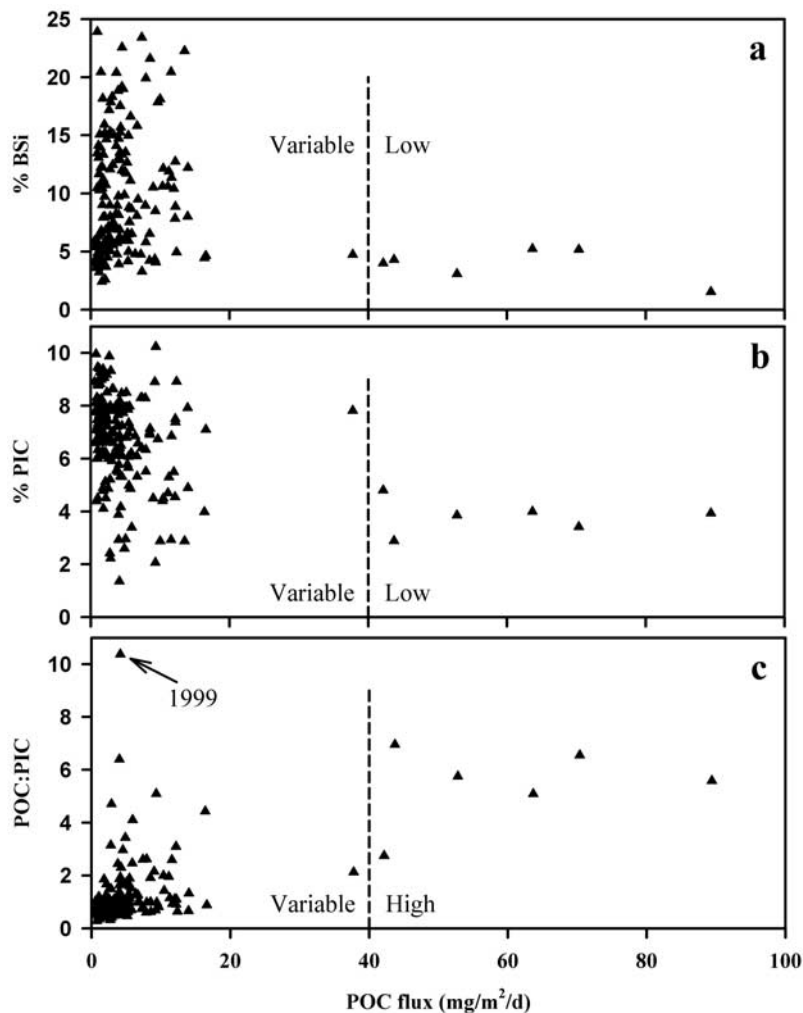 a
25
20
15
10
5
0
% BSi
Variable Low
b
10
8
6
4
2
0
% PIC
Variable Low
c
10
8
6
4
2
0
POC:PIC
1999
Variable High
0 20 40 60 80 100
POC flux (mg/m²/d)